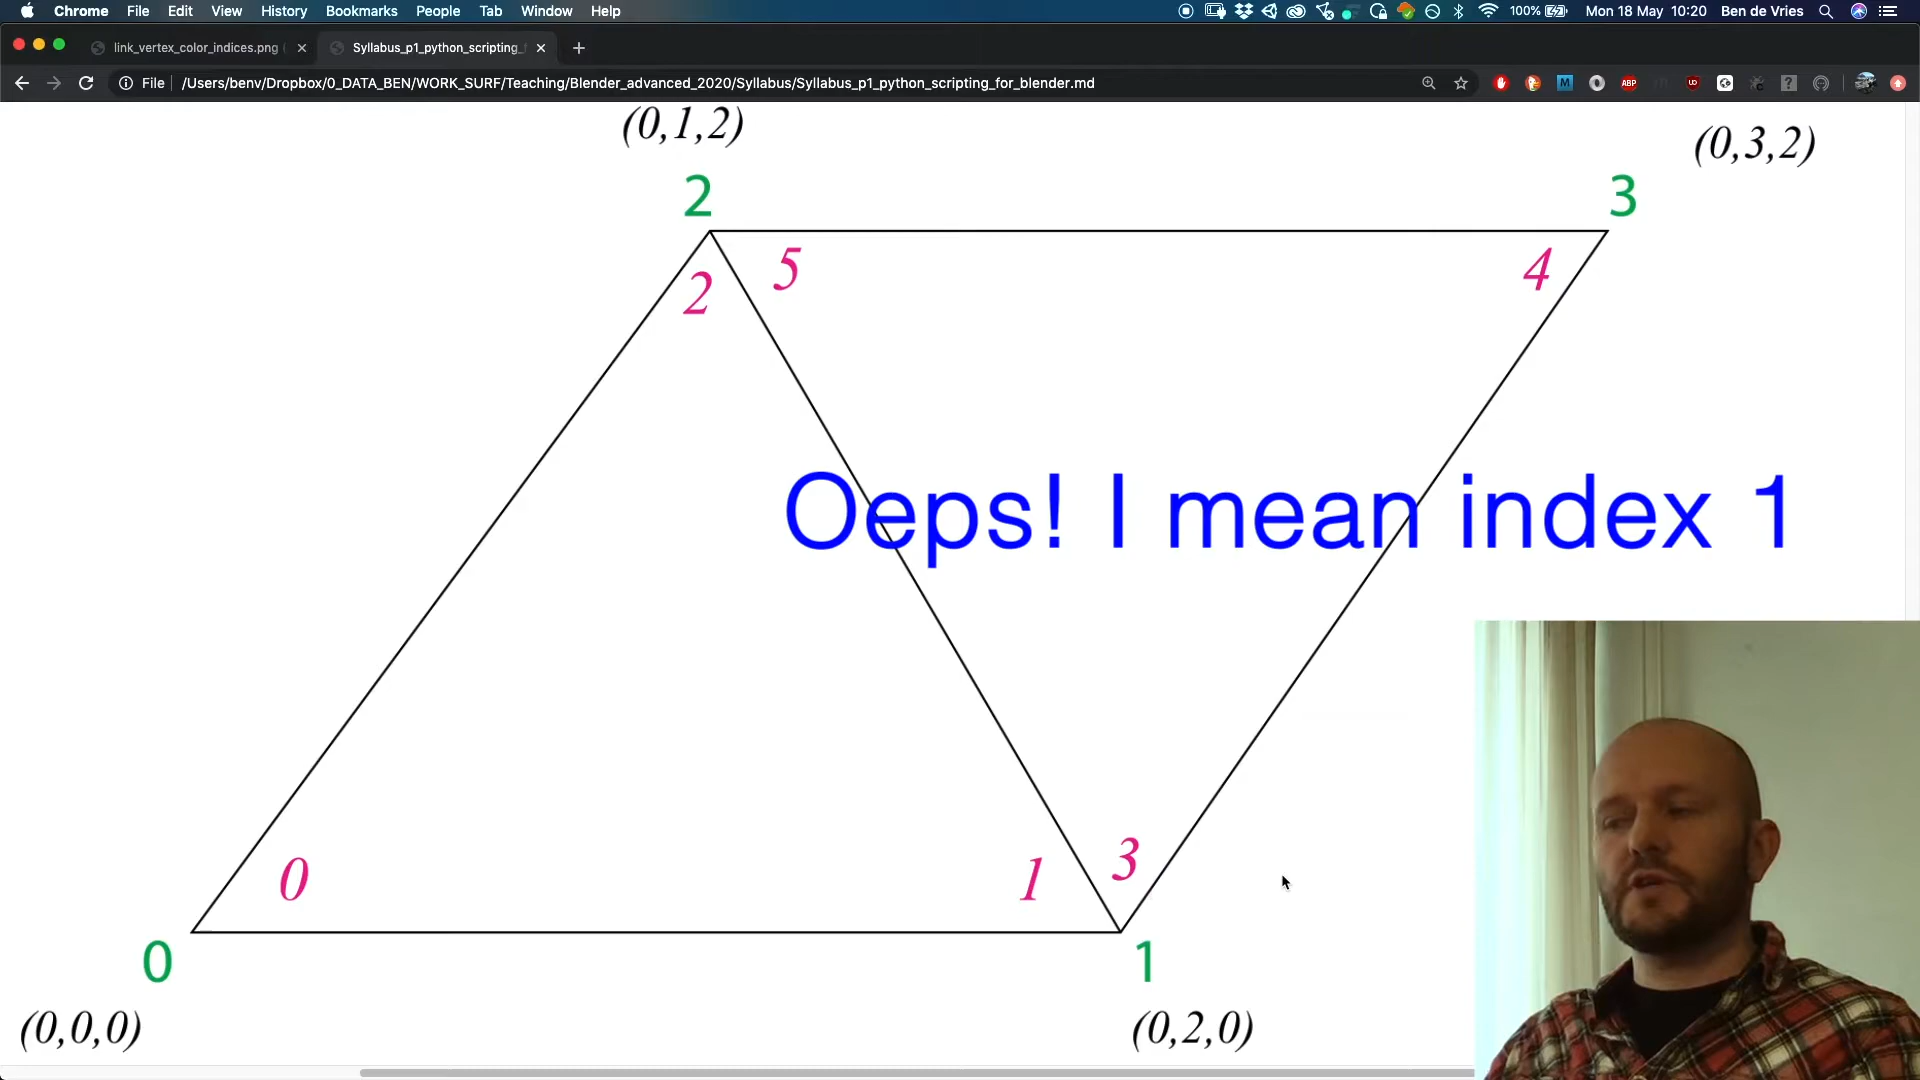 Chrome File Edit View History Bookmarks People Tab Window Help 100% Mon 18 May 10:20 Ben de Vries
link_vertex_color_indices.png ( Syllabus_p1_python_scripting_
File /Users/benv/Dropbox/0_DATA_BEN/WORK_SURF/Teaching/Blender_advanced_2020/Syllabus/Syllabus_p1_python_scripting_for_blender.md ABP
(0,1,2) (0,3,2)
2 3
2 5 4
Oeps! I mean index 1
0 1 3
0 1
(0,0,0) (0,2,0)